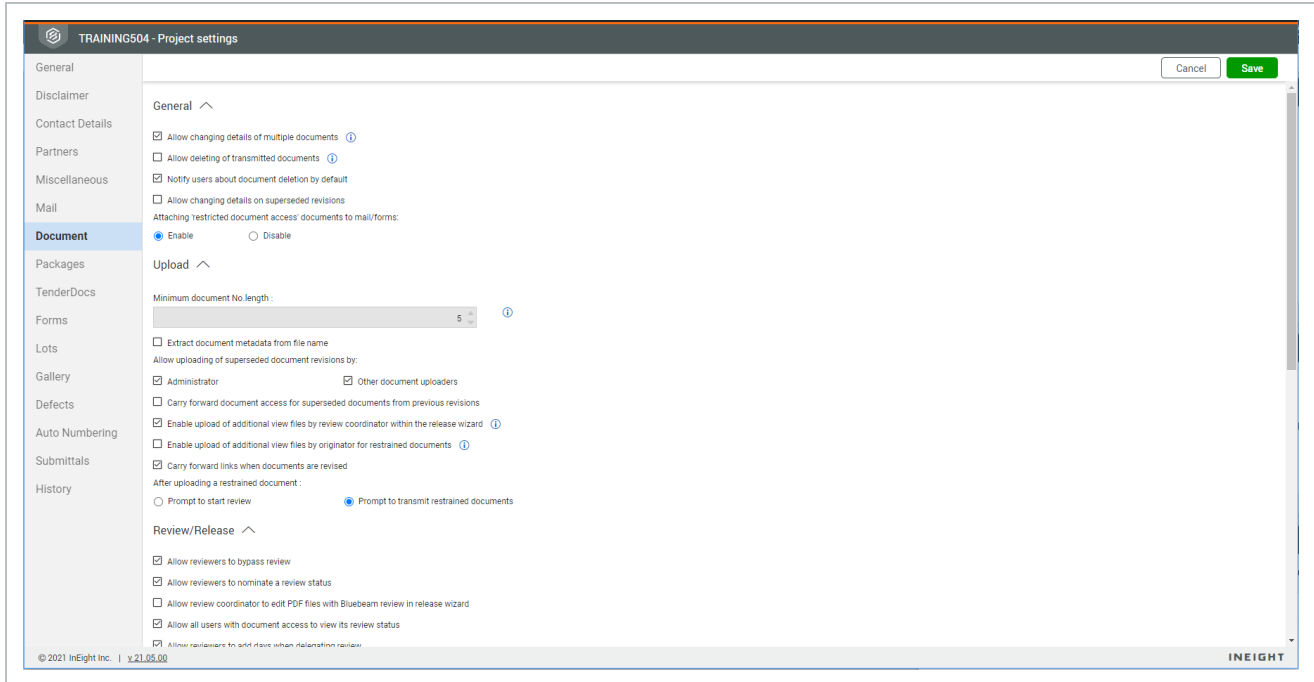 TRAINING504 - Project settings
General
Disclaimer
Contact Details
Partners
Miscellaneous
Mail
Document
Packages
TenderDocs
Forms
Lots
Gallery
Defects
Auto Numbering
Submittals
History
Cancel Save
General
Allow changing details of multiple documents
Allow deleting of transmitted documents
Notify users about document deletion by default
Allow changing details on superseded revisions
Attaching 'restricted document access' documents to mail/forms:
Enable Disable
Upload
Minimum document No.length :
5
Extract document metadata from file name
Allow uploading of superseded document revisions by:
Administrator Other document uploaders
Carry forward document access for superseded documents from previous revisions
Enable upload of additional view files by review coordinator within the release wizard
Enable upload of additional view files by originator for restrained documents
Carry forward links when documents are revised
After uploading a restrained document :
Prompt to start review Prompt to transmit restrained documents
Review/Release
Allow reviewers to bypass review
Allow reviewers to nominate a review status
Allow review coordinator to edit PDF files with Bluebeam review in release wizard
Allow all users with document access to view its review status
Allow reviewers to add days when delegating review
© 2021 InEight Inc. | v.21.05.00 INEIGHT